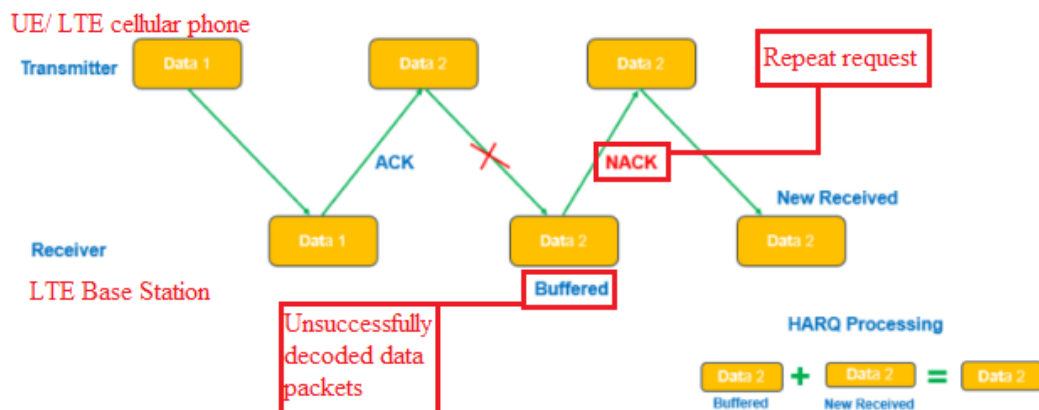 UE/ LTE cellular phone
Transmitter
Data 1
Data 2
Data 2
Repeat request
ACK
NACK
New Received
Receiver
Data 1
Data 2
Data 2
LTE Base Station
Buffered
Unsuccessfully
decoded data
packets
HARQ Processing
Data 2 + Data 2 = Data 2
Buffered
New Received